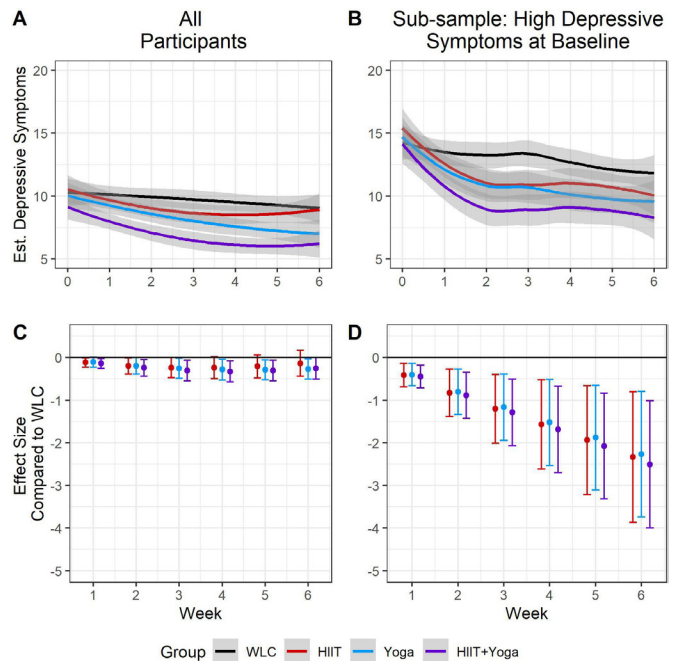 A
All
Participants
B
Sub-sample: High Depressive
Symptoms at Baseline
Est. Depressive Symptoms
20
15
10
5
0 1 2 3 4 5 6
20
15
10
5
0 1 2 3 4 5 6
C
D
Effect Size
Compared to WLC
0
-1
-2
-3
-4
-5
1 2 3 4 5 6
Week
0
-1
-2
-3
-4
-5
1 2 3 4 5 6
Week
Group WLC HIIT Yoga HIIT+Yoga